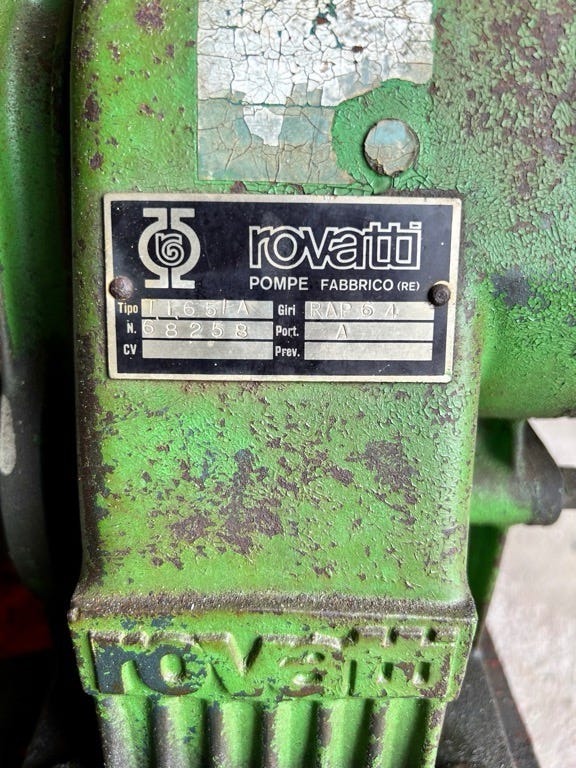 rovatti
POMPE FABBRICO (RE)
Tipo T165FA Giri RAP64
N. 68258 Port. A
CV Prev.
rovatti